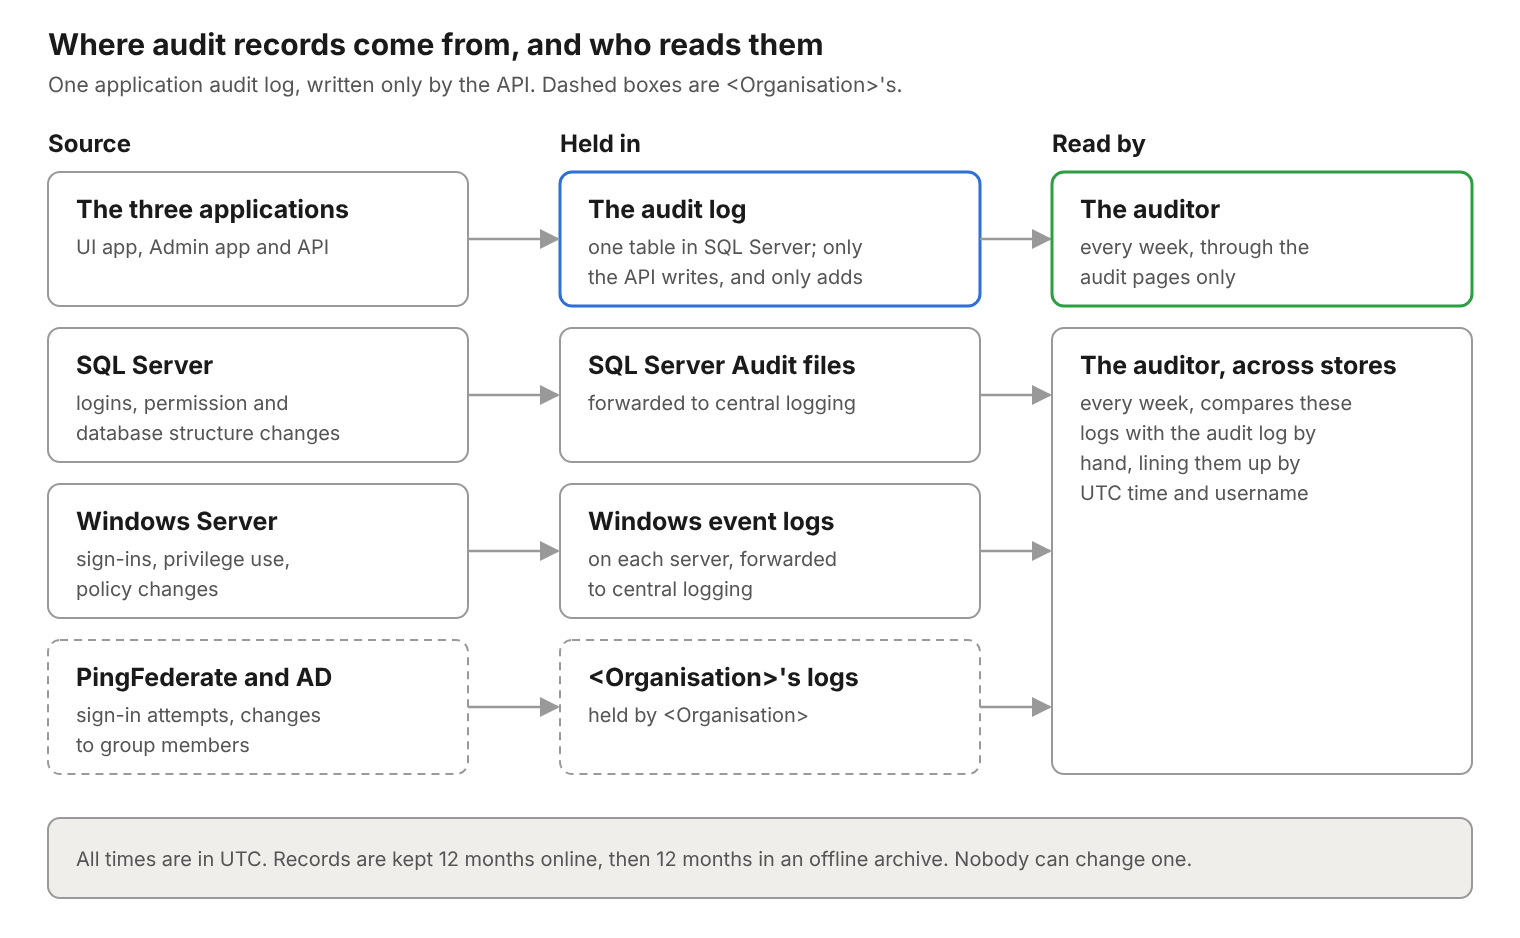 Where audit records come from, and who reads them
One application audit log, written only by the API. Dashed boxes are <Organisation>'s.
Source
Held in
Read by
The three applications
UI app, Admin app and API
The audit log
one table in SQL Server; only
the API writes, and only adds
The auditor
every week, through the
audit pages only
SQL Server
logins, permission and
database structure changes
SQL Server Audit files
forwarded to central logging
The auditor, across stores
every week, compares these
logs with the audit log by
hand, lining them up by
UTC time and username
Windows Server
sign-ins, privilege use,
policy changes
Windows event logs
on each server, forwarded
to central logging
PingFederate and AD
sign-in attempts, changes
to group members
<Organisation>'s logs
held by <Organisation>
All times are in UTC. Records are kept 12 months online, then 12 months in an offline archive. Nobody can change one.